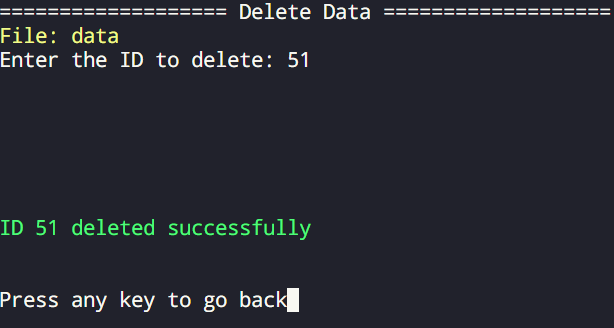 =================== Delete Data ===================
File: data
Enter the ID to delete: 51
ID 51 deleted successfully
Press any key to go back